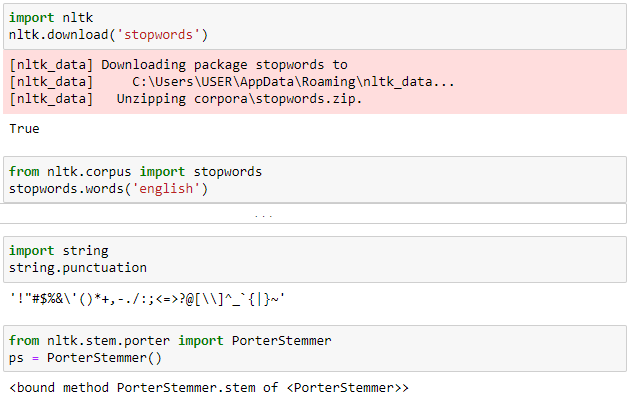 import nltk
nltk.download('stopwords')
[nltk_data] Downloading package stopwords to
[nltk_data]     C:\Users\USER\AppData\Roaming\nltk_data...
[nltk_data]   Unzipping corpora\stopwords.zip.
True
from nltk.corpus import stopwords
stopwords.words('english')
...
import string
string.punctuation
'!"#$%&\'()*+,-./:;<=>?@[\\]^_`{|}~'
from nltk.stem.porter import PorterStemmer
ps = PorterStemmer()
<bound method PorterStemmer.stem of <PorterStemmer>>